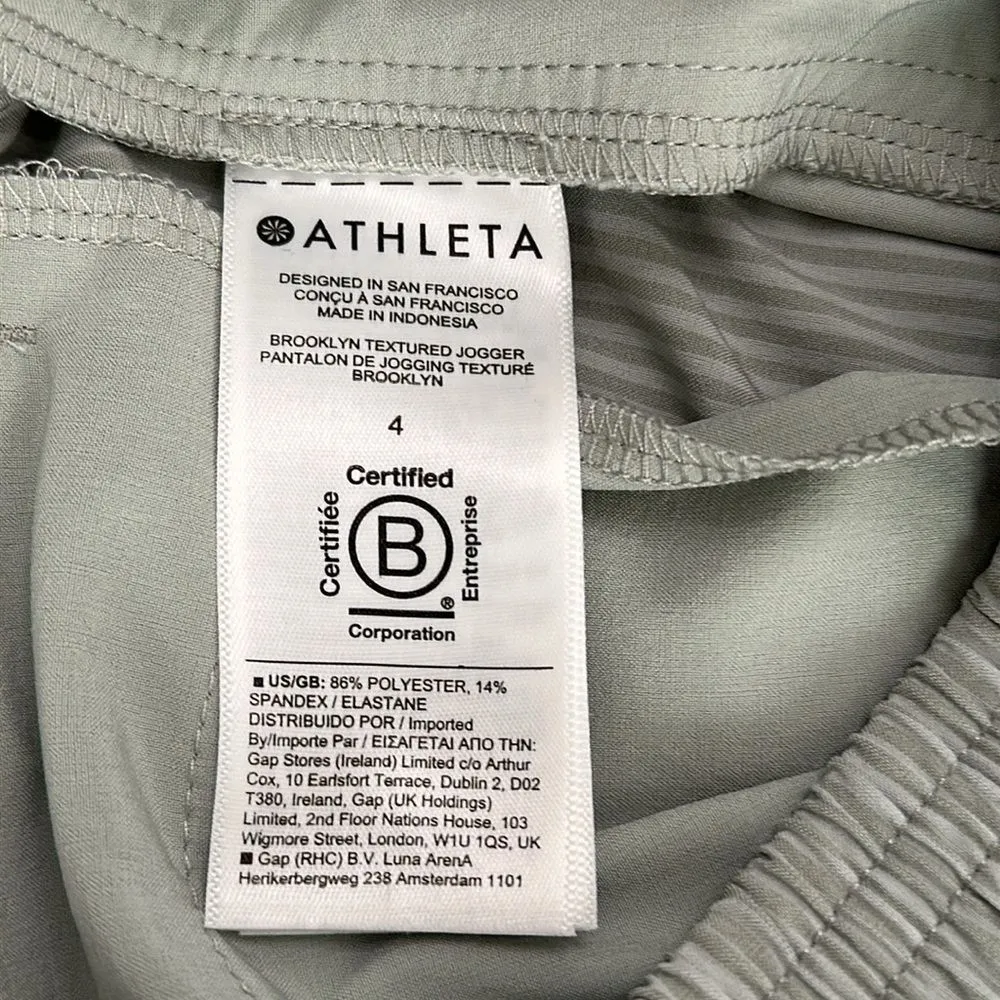 ATHLETA
DESIGNED IN SAN FRANCISCO
CONÇU À SAN FRANCISCO
MADE IN INDONESIA
BROOKLYN TEXTURED JOGGER
PANTALON DE JOGGING TEXTURÉ
BROOKLYN
4
Certified
Certifiée
B
Entreprise
®
Corporation
■ US/GB: 86% POLYESTER, 14%
SPANDEX / ELASTANE
DISTRIBUIDO POR / Imported
By/Importe Par / ΕΙΣΑΓΕΤΑΙ ΑΠΟ ΤΗΝ:
Gap Stores (Ireland) Limited c/o Arthur
Cox, 10 Earlsfort Terrace, Dublin 2, D02
T380, Ireland, Gap (UK Holdings)
Limited, 2nd Floor Nations House, 103
Wigmore Street, London, W1U 1QS, UK
■ Gap (RHC) B.V. Luna ArenA
Herikerbergweg 238 Amsterdam 1101